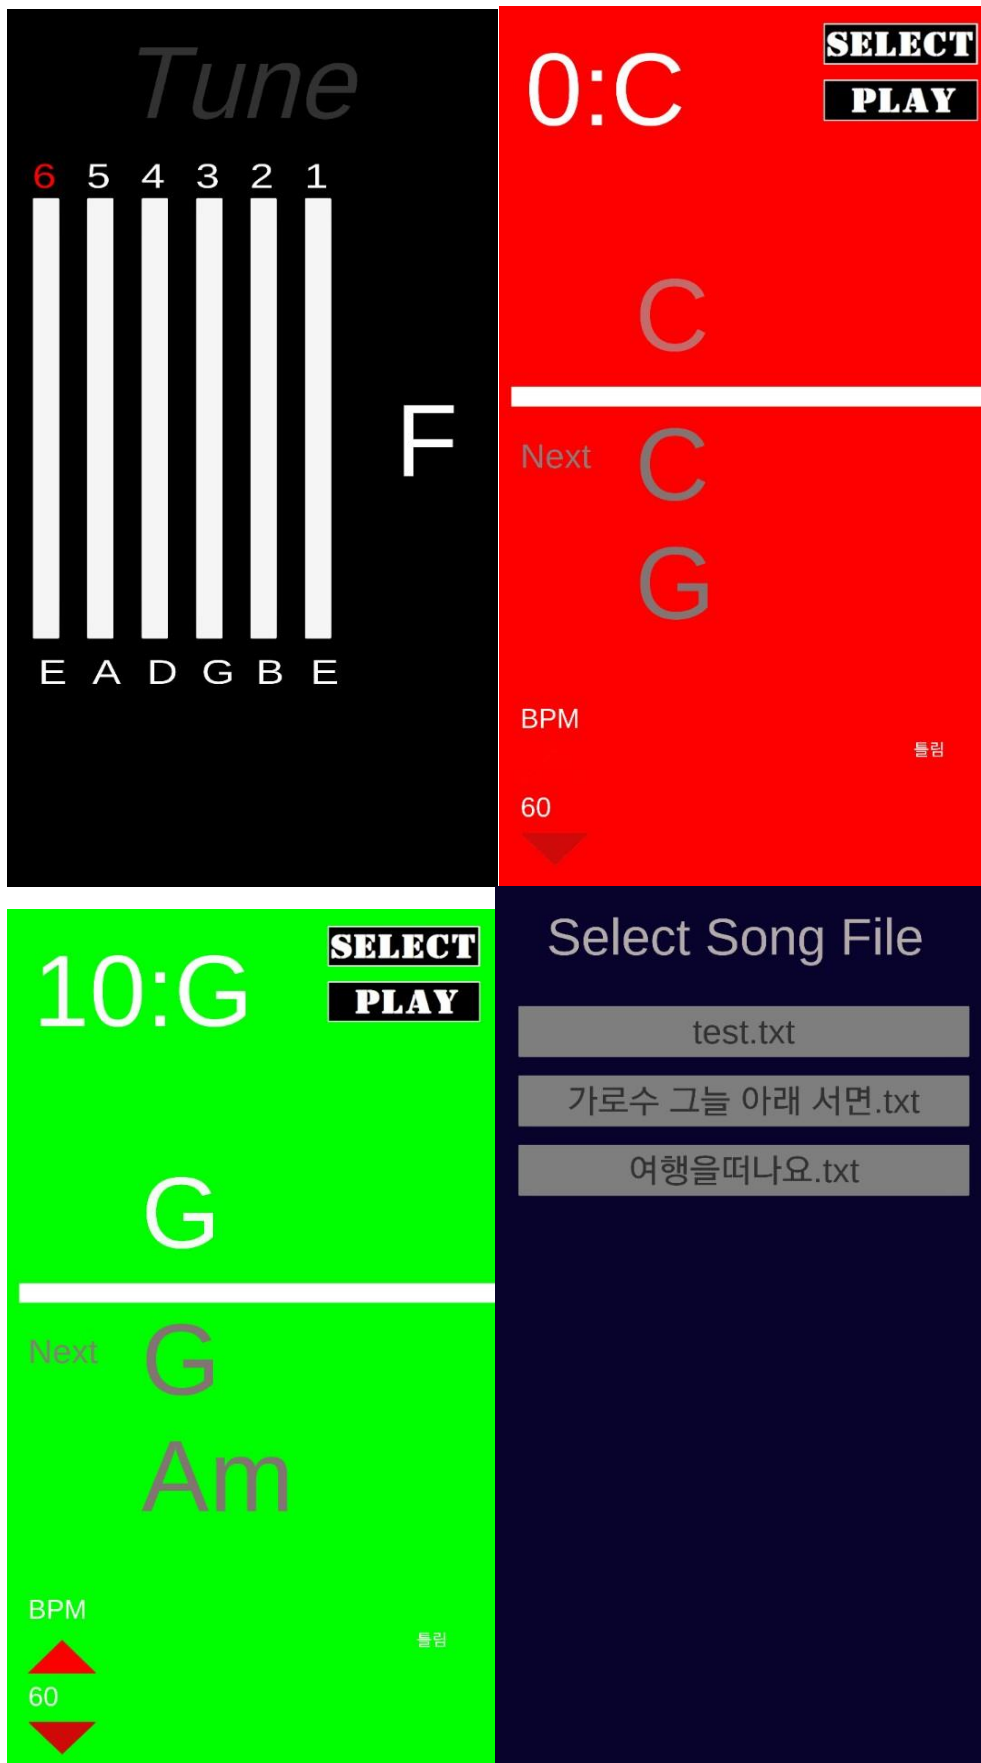 Tune
6 5 4 3 2 1
F
E A D G B E
0:C
SELECT
PLAY
C
Next C
G
BPM
틀림
60
10:G
SELECT
PLAY
G
Next G
Am
BPM
틀림
60
Select Song File
test.txt
가로수 그늘 아래 서면.txt
여행을떠나요.txt